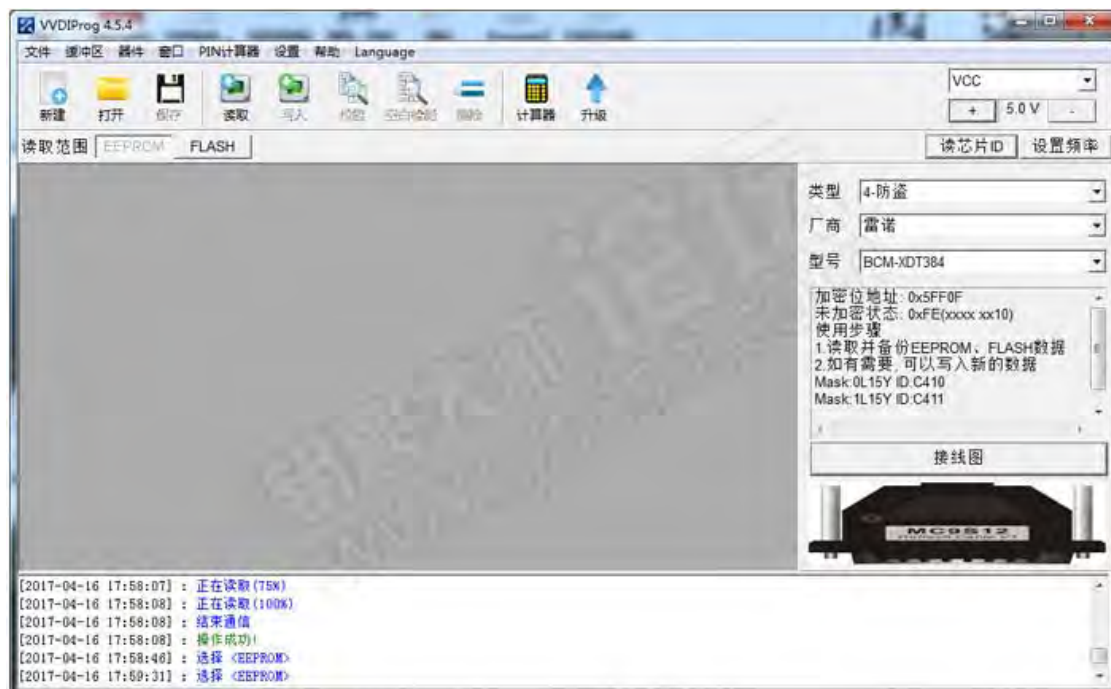 VVDIProg 4.5.4
文件 缓冲区 器件 窗口 PIN计算器 设置 帮助 Language
新建 打开 保存 读取 写入 校验 空白检验 擦除 计算器 升级
VCC
+ 5.0 V -
读取范围 EEPROM FLASH
读芯片ID 设置频率
类型 4-防盗
厂商 雷诺
型号 BCM-XDT384
加密位地址: 0x5FF0F
未加密状态: 0xFE(xxxx xx10)
使用步骤
1.读取并备份EEPROM、FLASH数据
2.如有需要, 可以写入新的数据
Mask:0L15Y ID:C410
Mask:1L15Y ID:C411
接线图
MC9S12
[2017-04-16 17:58:07] : 正在读取(75%)
[2017-04-16 17:58:08] : 正在读取(100%)
[2017-04-16 17:58:08] : 结束通信
[2017-04-16 17:58:08] : 操作成功!
[2017-04-16 17:58:46] : 选择 <EEPROM>
[2017-04-16 17:59:31] : 选择 <EEPROM>